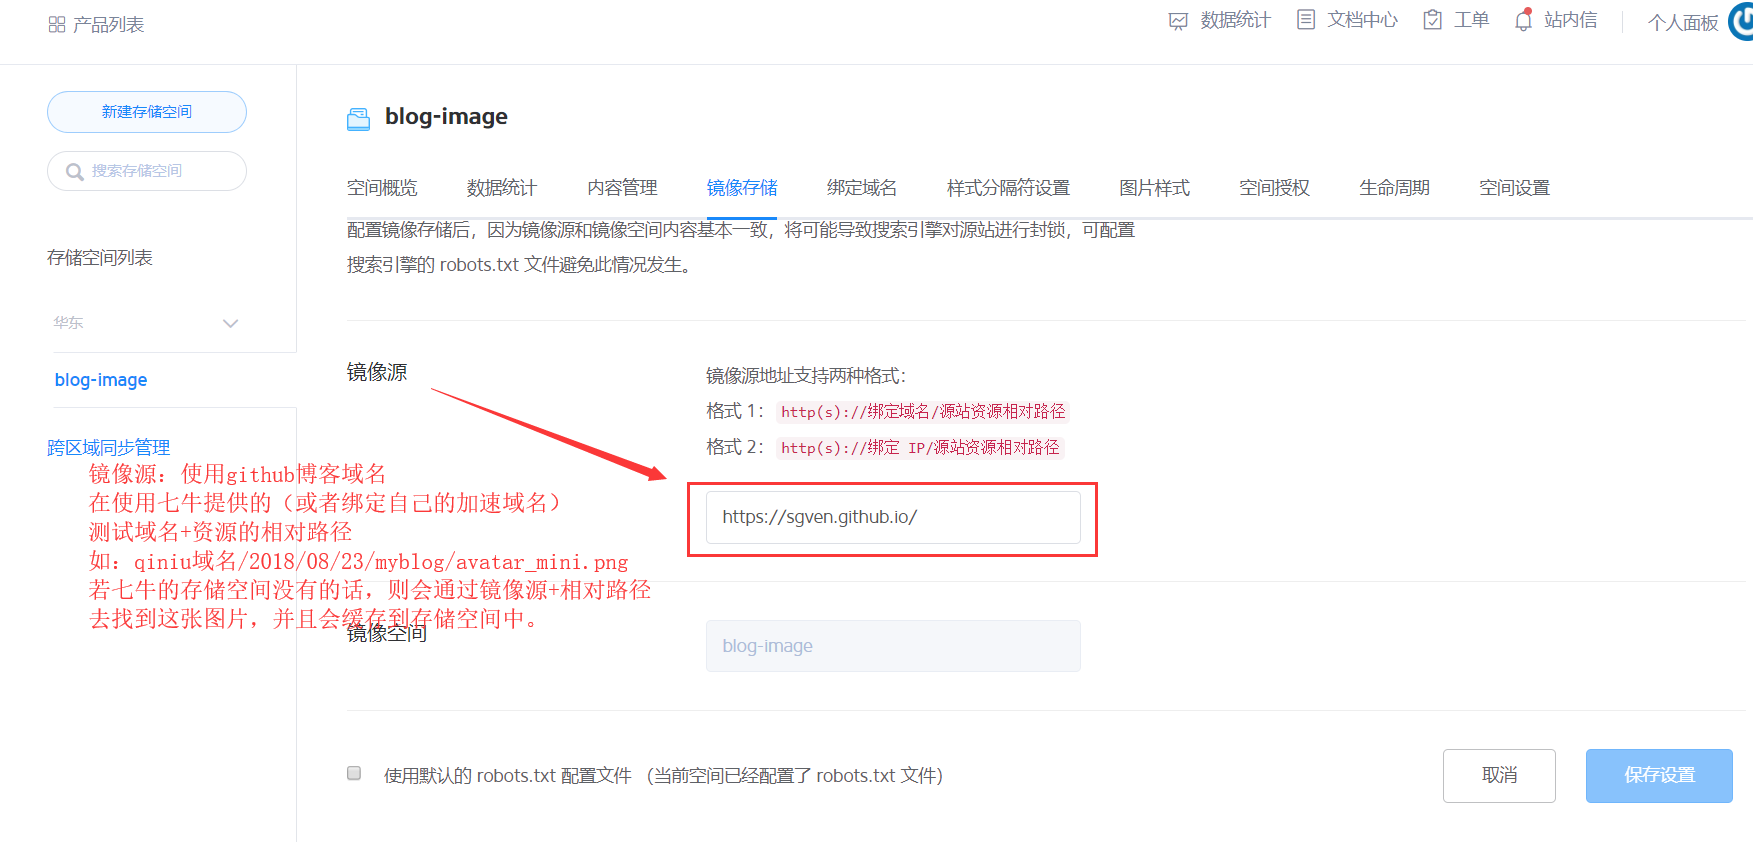 产品列表
数据统计
文档中心
工单
站内信
个人面板
新建存储空间
搜索存储空间
存储空间列表
华东
blog-image
跨区域同步管理
blog-image
空间概览
数据统计
内容管理
镜像存储
绑定域名
样式分隔符设置
图片样式
空间授权
生命周期
空间设置
配置镜像存储后，因为镜像源和镜像空间内容基本一致，将可能导致搜索引擎对源站进行封锁，可配置
搜索引擎的 robots.txt 文件避免此情况发生。
镜像源
镜像源地址支持两种格式：
格式 1： http(s)://绑定域名/源站资源相对路径
格式 2： http(s)://绑定 IP/源站资源相对路径
https://sgven.github.io/
镜像源：使用github博客域名
在使用七牛提供的（或者绑定自己的加速域名）
测试域名+资源的相对路径
如：qiniu域名/2018/08/23/myblog/avatar_mini.png
若七牛的存储空间没有的话，则会通过镜像源+相对路径
去找到这张图片，并且会缓存到存储空间中。
镜像空间
blog-image
使用默认的 robots.txt 配置文件 （当前空间已经配置了 robots.txt 文件）
取消
保存设置